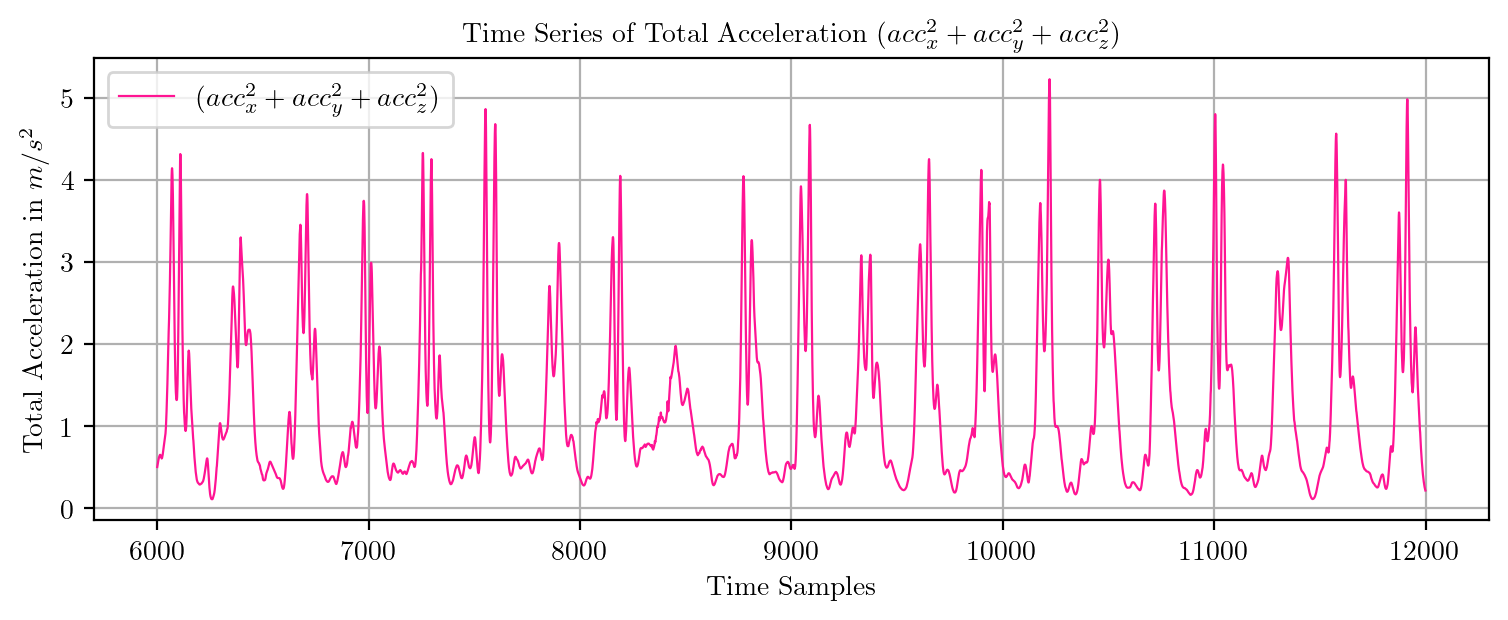 Time Series of Total Acceleration (acc_x^2 + acc_y^2 + acc_z^2)
(acc_x^2 + acc_y^2 + acc_z^2)
Total Acceleration in m/s^2
5
4
3
2
1
0
6000 7000 8000 9000 10000 11000 12000
Time Samples